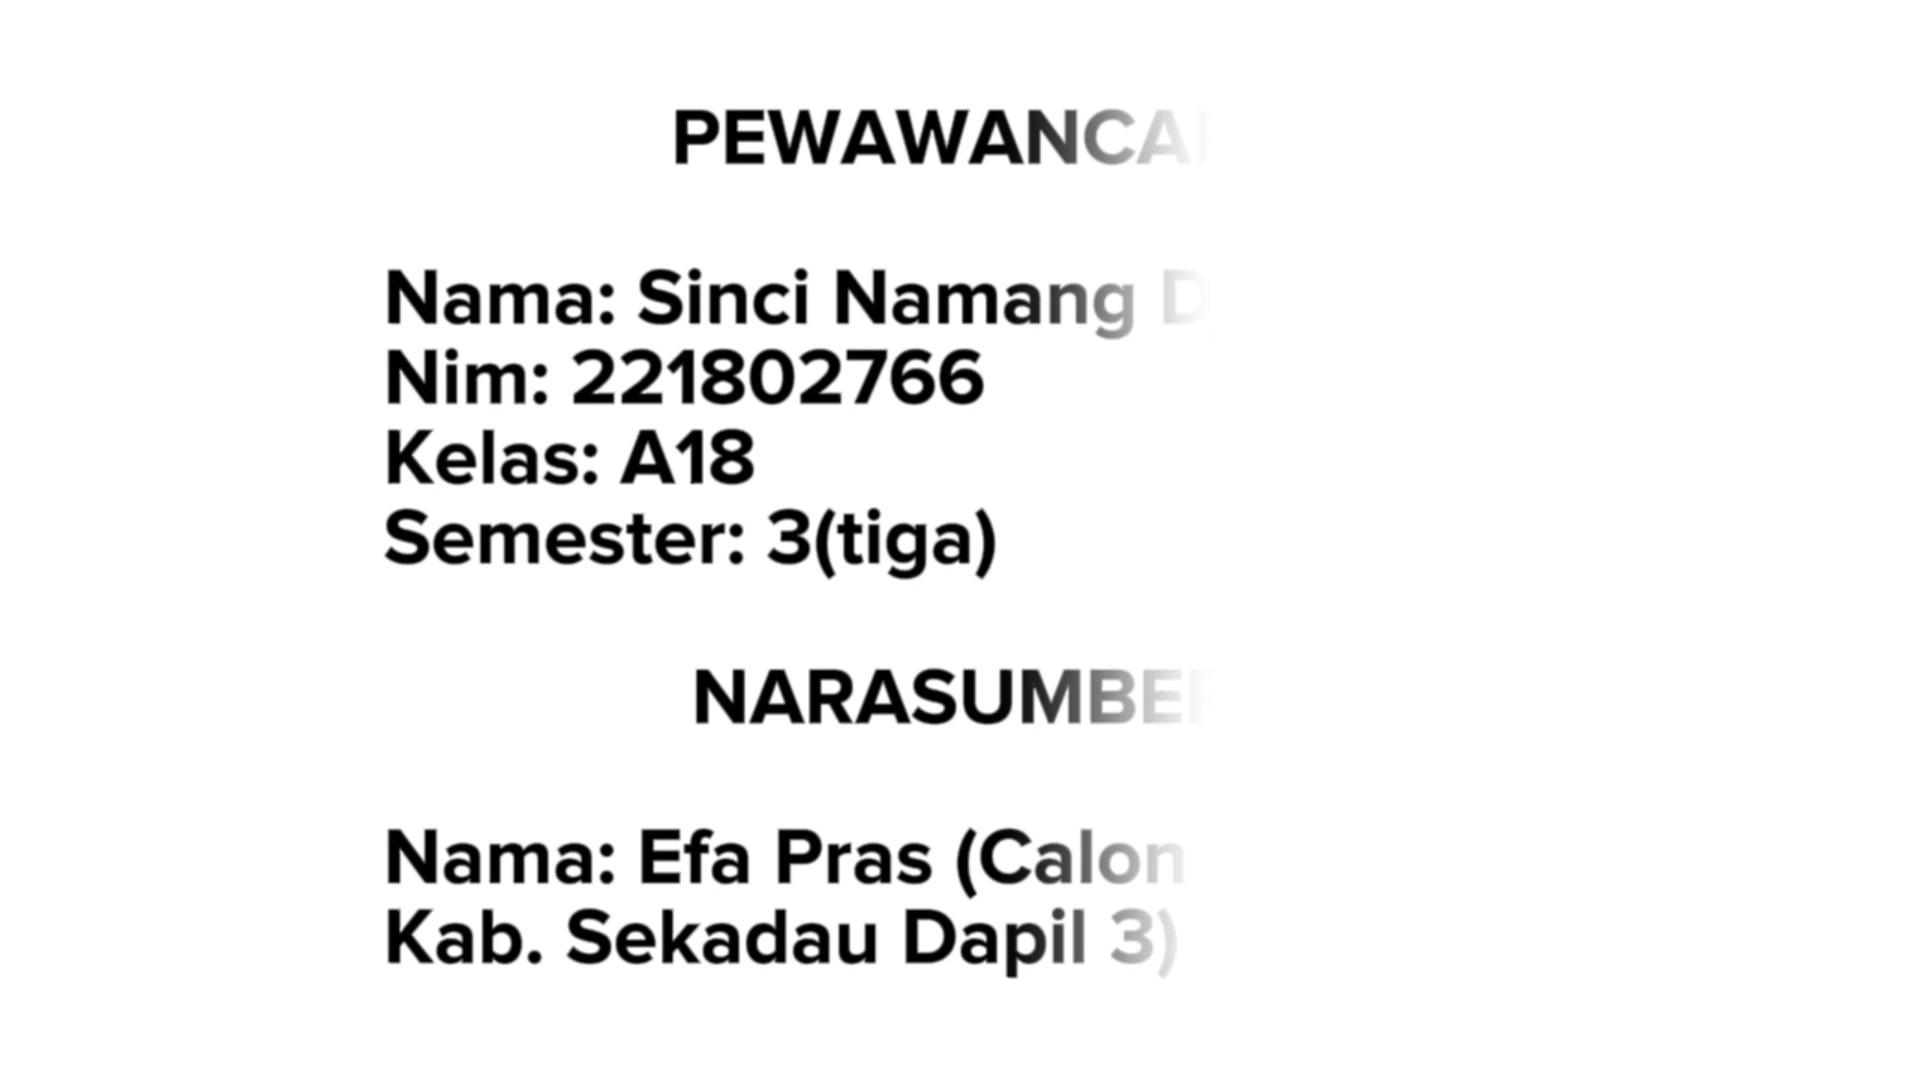 PEWAWANCA
Nama: Sinci Namang
Nim: 221802766
Kelas: A18
Semester: 3(tiga)
NARASUMBER
Nama: Efa Pras (Calon
Kab. Sekadau Dapil 3)